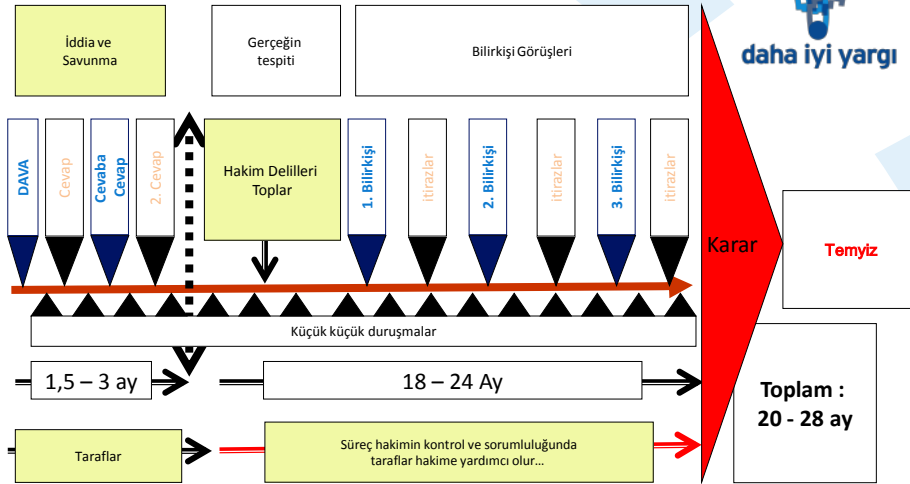 İddia ve
Savunma
Gerçeğin
tespiti
Bilirkişi Görüşleri
daha iyi yargı
DAVA
Cevap
Cevaba
Cevap
2. Cevap
Hakim Delilleri
Toplar
1. Bilirkişi
itirazlar
2. Bilirkişi
itirazlar
3. Bilirkişi
itirazlar
Karar
Temyiz
Küçük küçük duruşmalar
1,5 – 3 ay
18 – 24 Ay
Toplam :
20 - 28 ay
Taraflar
Süreç hakimin kontrol ve sorumluluğunda
taraflar hakime yardımcı olur...